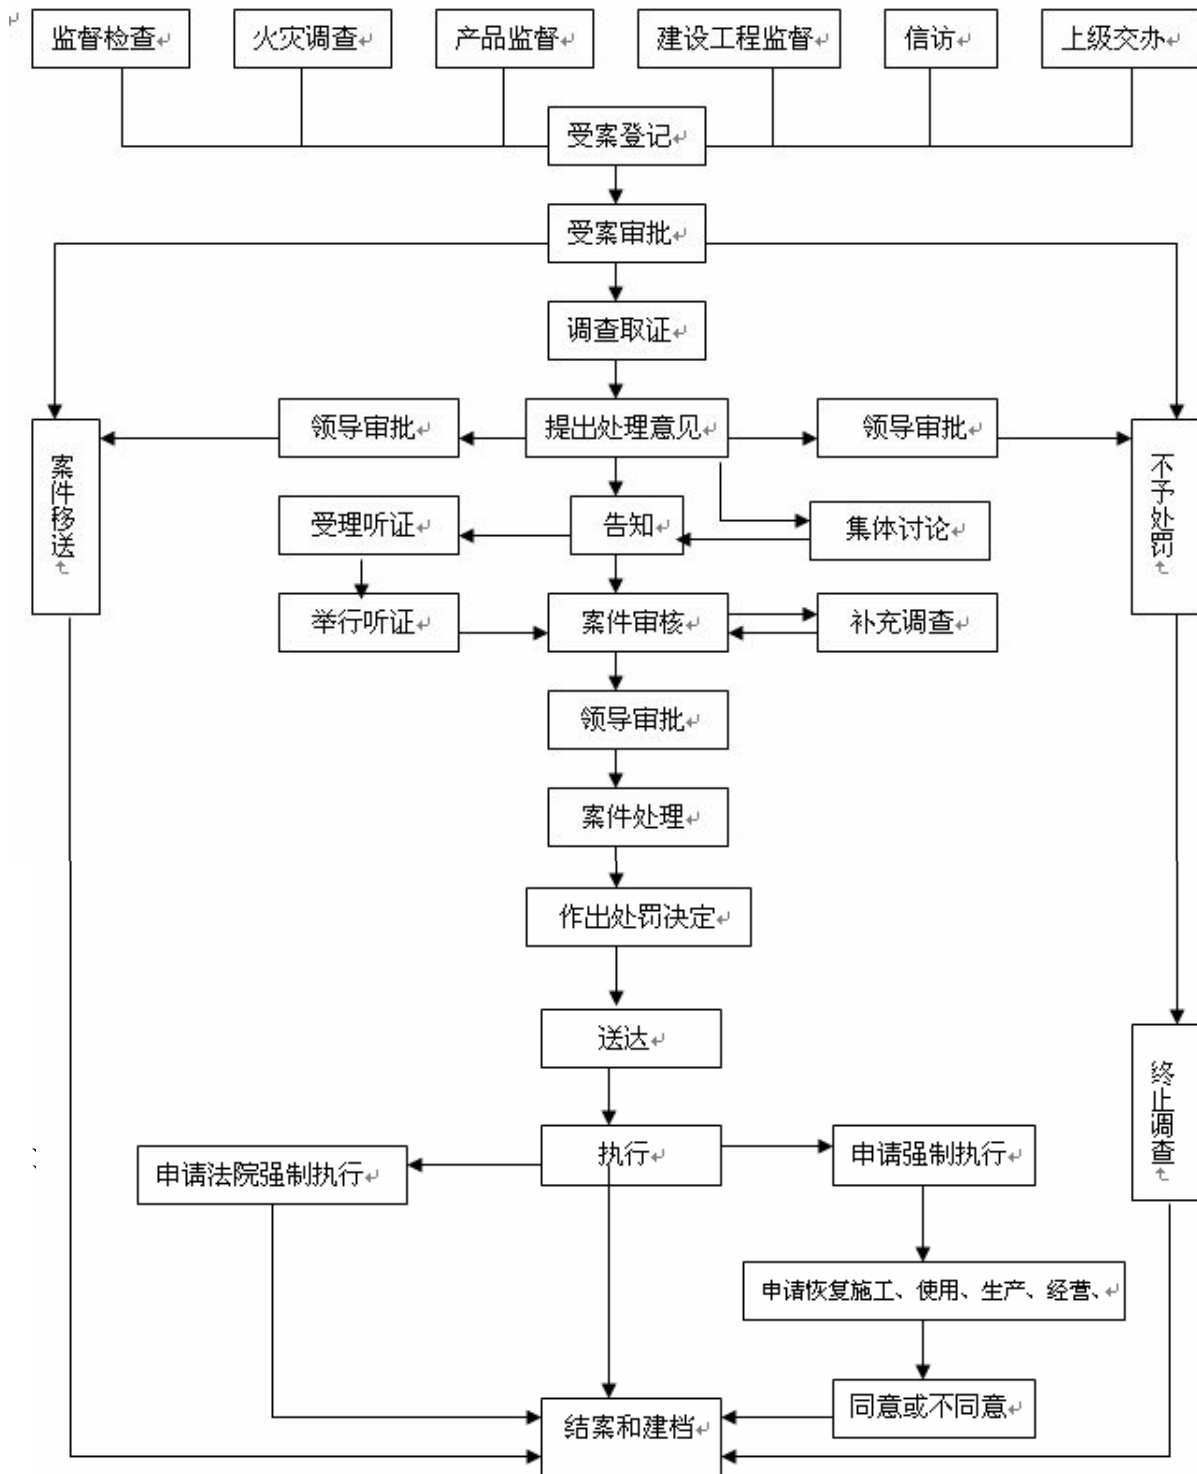 监督检查
火灾调查
产品监督
建设工程监督
信访
上级交办
受案登记
受案审批
调查取证
领导审批
提出处理意见
领导审批
案件移送
不予处罚
受理听证
告知
集体讨论
举行听证
案件审核
补充调查
领导审批
案件处理
作出处罚决定
送达
终止调查
执行
申请法院强制执行
申请强制执行
申请恢复施工、使用、生产、经营、
同意或不同意
结案和建档